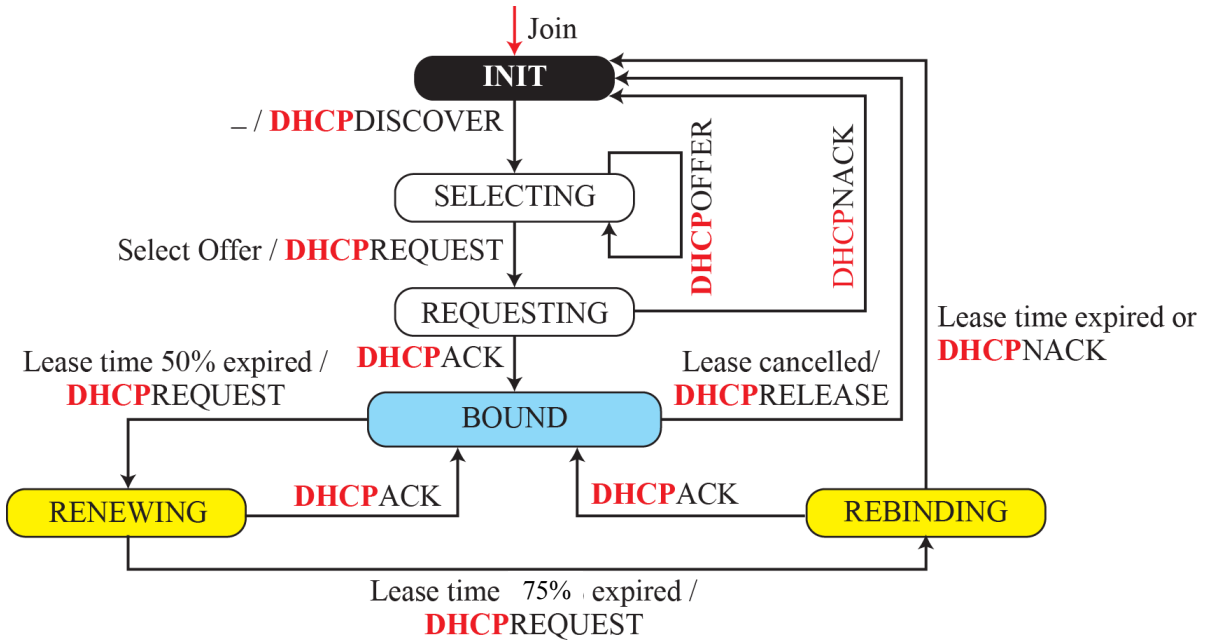 Join
INIT
– / DHCPDISCOVER
SELECTING
DHCPOFFER
DHCPNACK
Select Offer / DHCPREQUEST
REQUESTING
Lease time expired or
DHCPNACK
Lease time 50% expired /
DHCPREQUEST
DHCPACK
Lease cancelled/
DHCPRELEASE
BOUND
RENEWING
DHCPACK
DHCPACK
REBINDING
Lease time 75% expired /
DHCPREQUEST